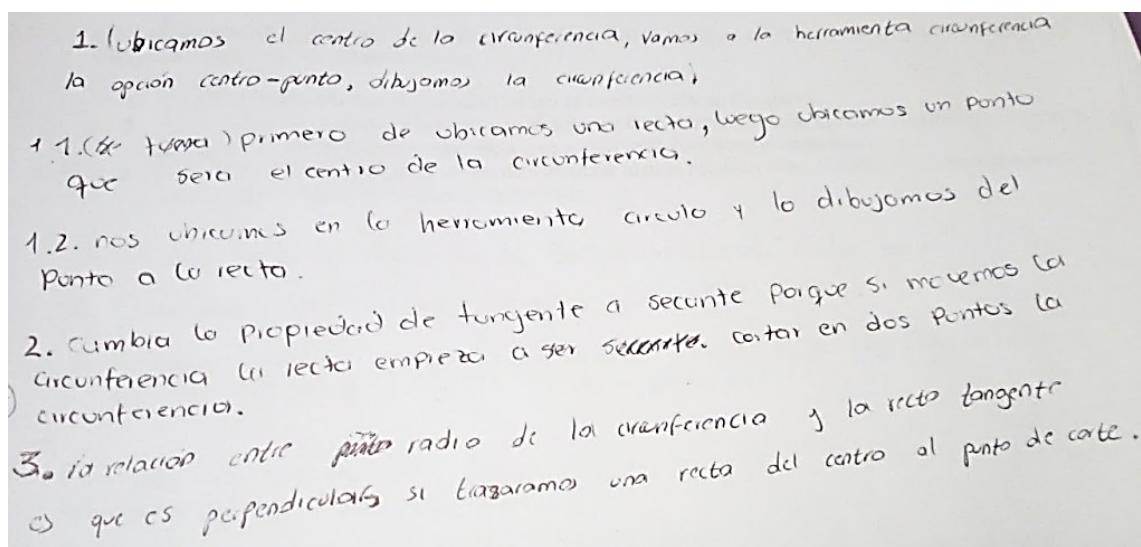 1. Ubicamos el centro de la circunferencia, vamos a la herramienta circunferencia
la opción centro-punto, dibujamos la circunferencia,
1.1. ( ) primero de ubicamos una recta, luego ubicamos un punto
que sera el centro de la circunferencia.
1.2. nos ubicamos en la herramienta circulo y lo dibujamos del
punto a la recta.
2. Cambia la propiedad de tangente a secante porque si movemos la
circunferencia la recta empieza a ser cortar en dos puntos la
circunferencia.
3. la relacion entre radio de la circunferencia y la recta tangente
es que es perpendicular si trazaramos una recta del centro al punto de corte.